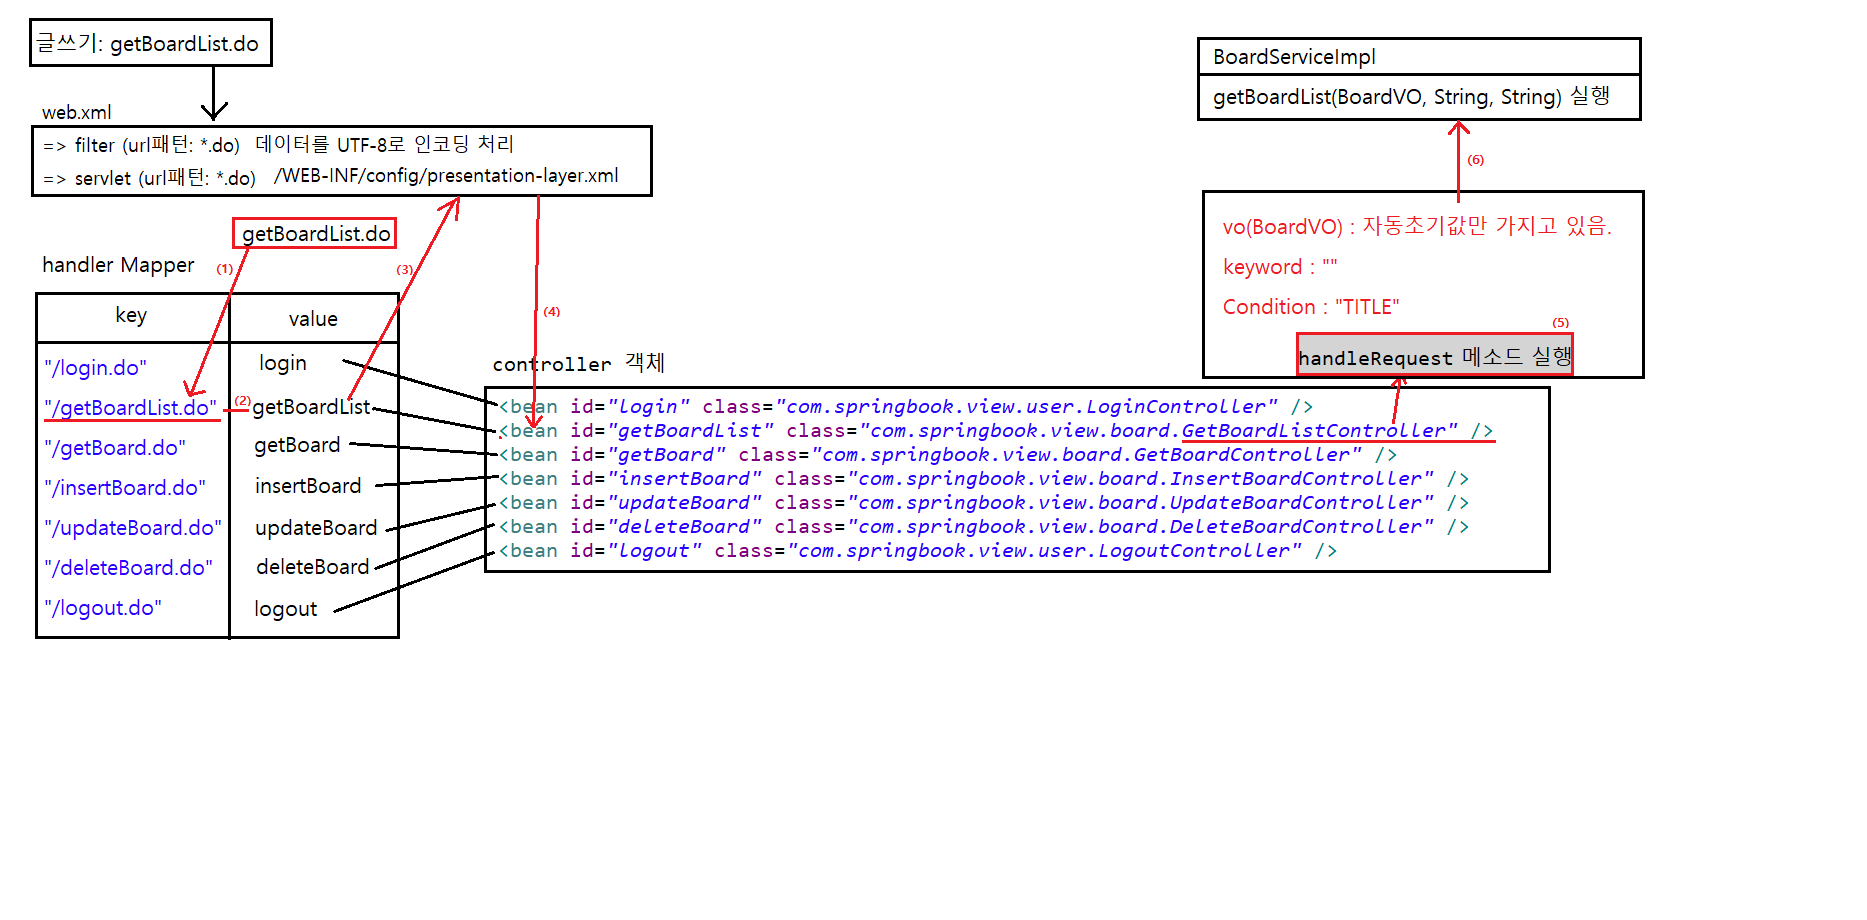 글쓰기: getBoardList.do
web.xml
=> filter (url패턴: *.do) 데이터를 UTF-8로 인코딩 처리
=> servlet (url패턴: *.do) /WEB-INF/config/presentation-layer.xml
getBoardList.do
handler Mapper
(1)
(3)
key
value
"/login.do"
login
"/getBoardList.do"
(2)
getBoardList
"/getBoard.do"
getBoard
"/insertBoard.do"
insertBoard
"/updateBoard.do"
updateBoard
"/deleteBoard.do"
deleteBoard
"/logout.do"
logout
(4)
controller 객체
<bean id="login" class="com.springbook.view.user.LoginController" />
<bean id="getBoardList" class="com.springbook.view.board.GetBoardListController" />
<bean id="getBoard" class="com.springbook.view.board.GetBoardController" />
<bean id="insertBoard" class="com.springbook.view.board.InsertBoardController" />
<bean id="updateBoard" class="com.springbook.view.board.UpdateBoardController" />
<bean id="deleteBoard" class="com.springbook.view.board.DeleteBoardController" />
<bean id="logout" class="com.springbook.view.user.LogoutController" />
BoardServiceImpl
getBoardList(BoardVO, String, String) 실행
(6)
vo(BoardVO) : 자동초기값만 가지고 있음.
keyword : ""
Condition : "TITLE"
(5)
handleRequest 메소드 실행